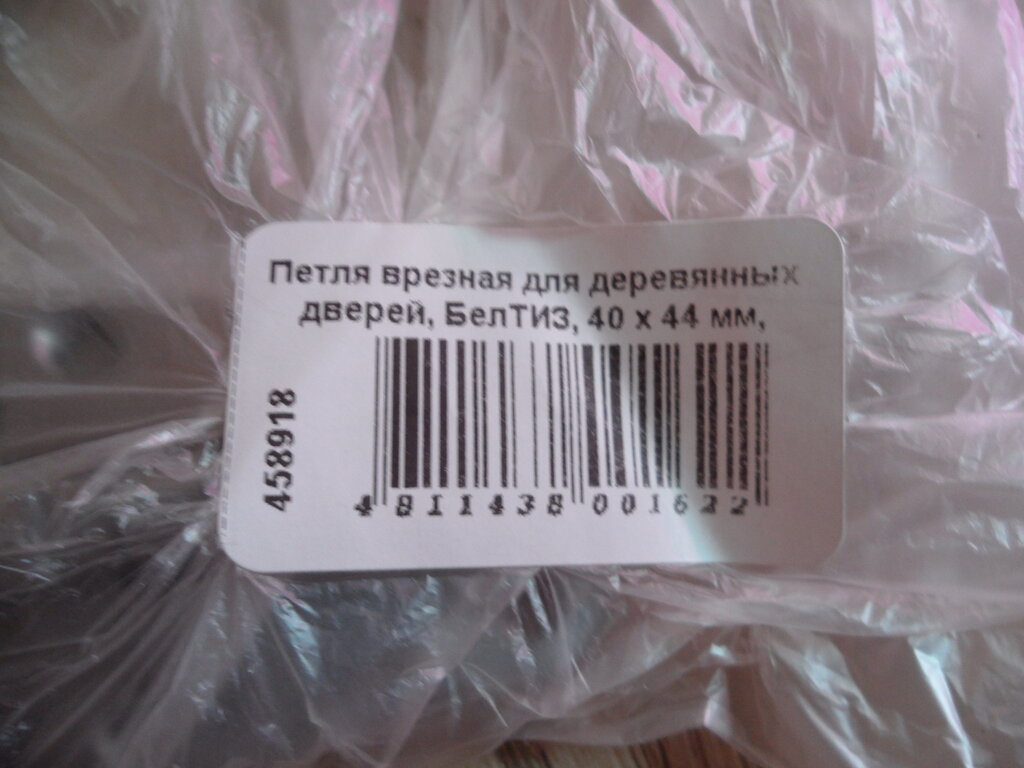 Петля врезная для деревянных
дверей, БелТИЗ, 40 x 44 мм,
458918
4 811438 001622